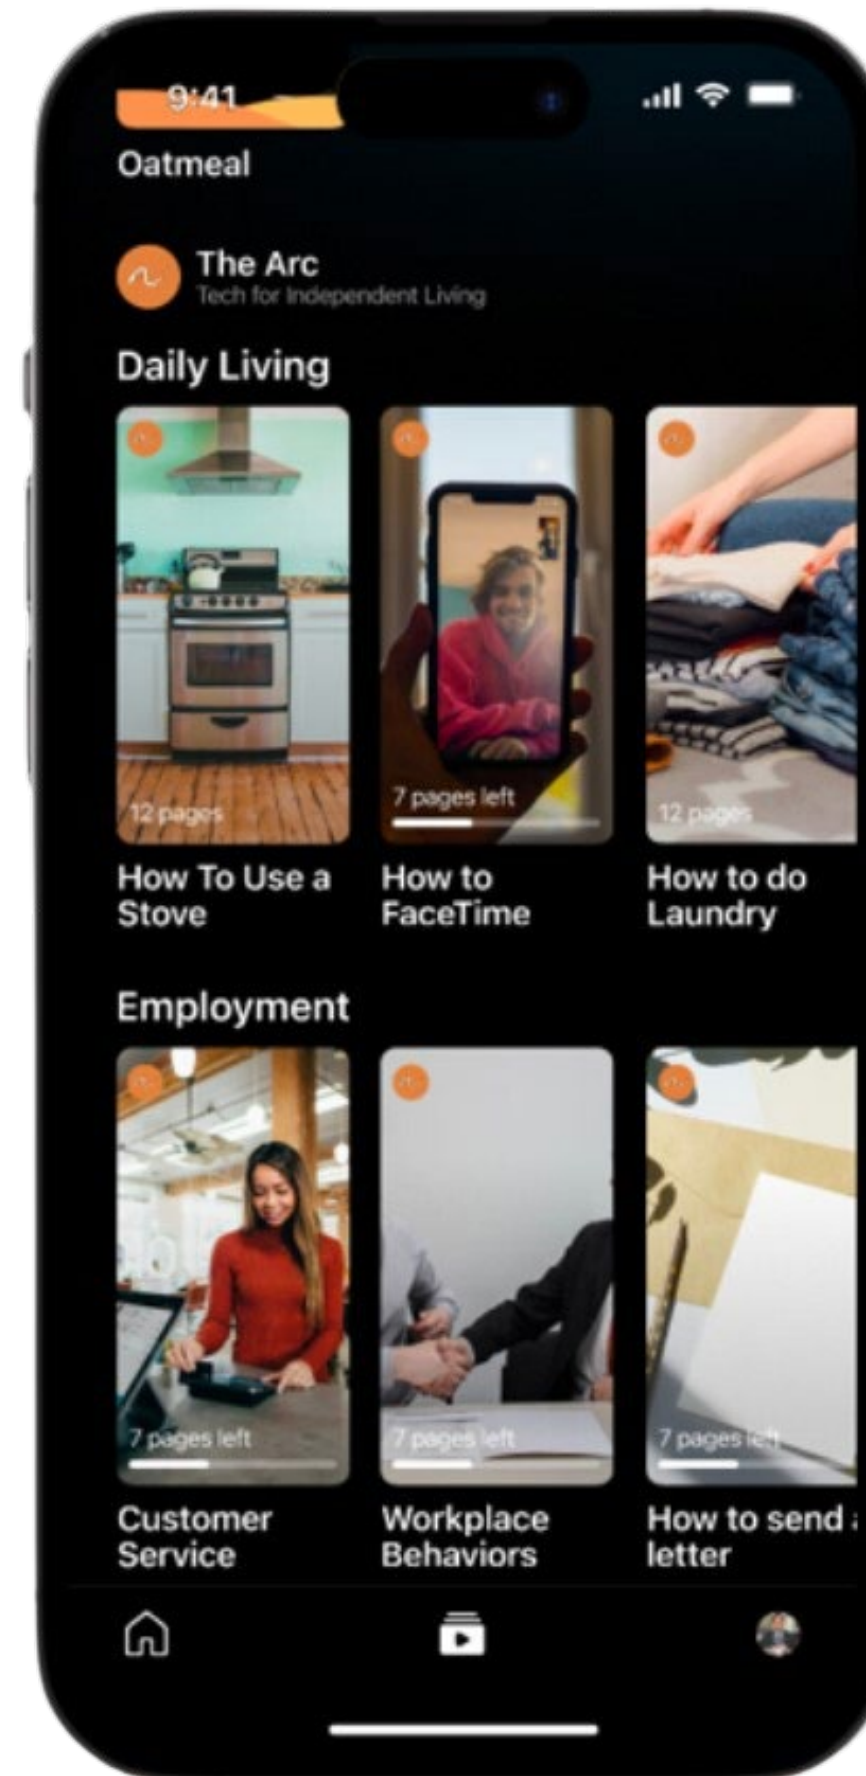 9:41
Oatmeal
The Arc
Tech for Independent Living
Daily Living
12 pages
7 pages left
12 pages
How To Use a
Stove
How to
FaceTime
How to do
Laundry
Employment
7 pages left
7 pages left
7 pages left
Customer
Service
Workplace
Behaviors
How to send
letter